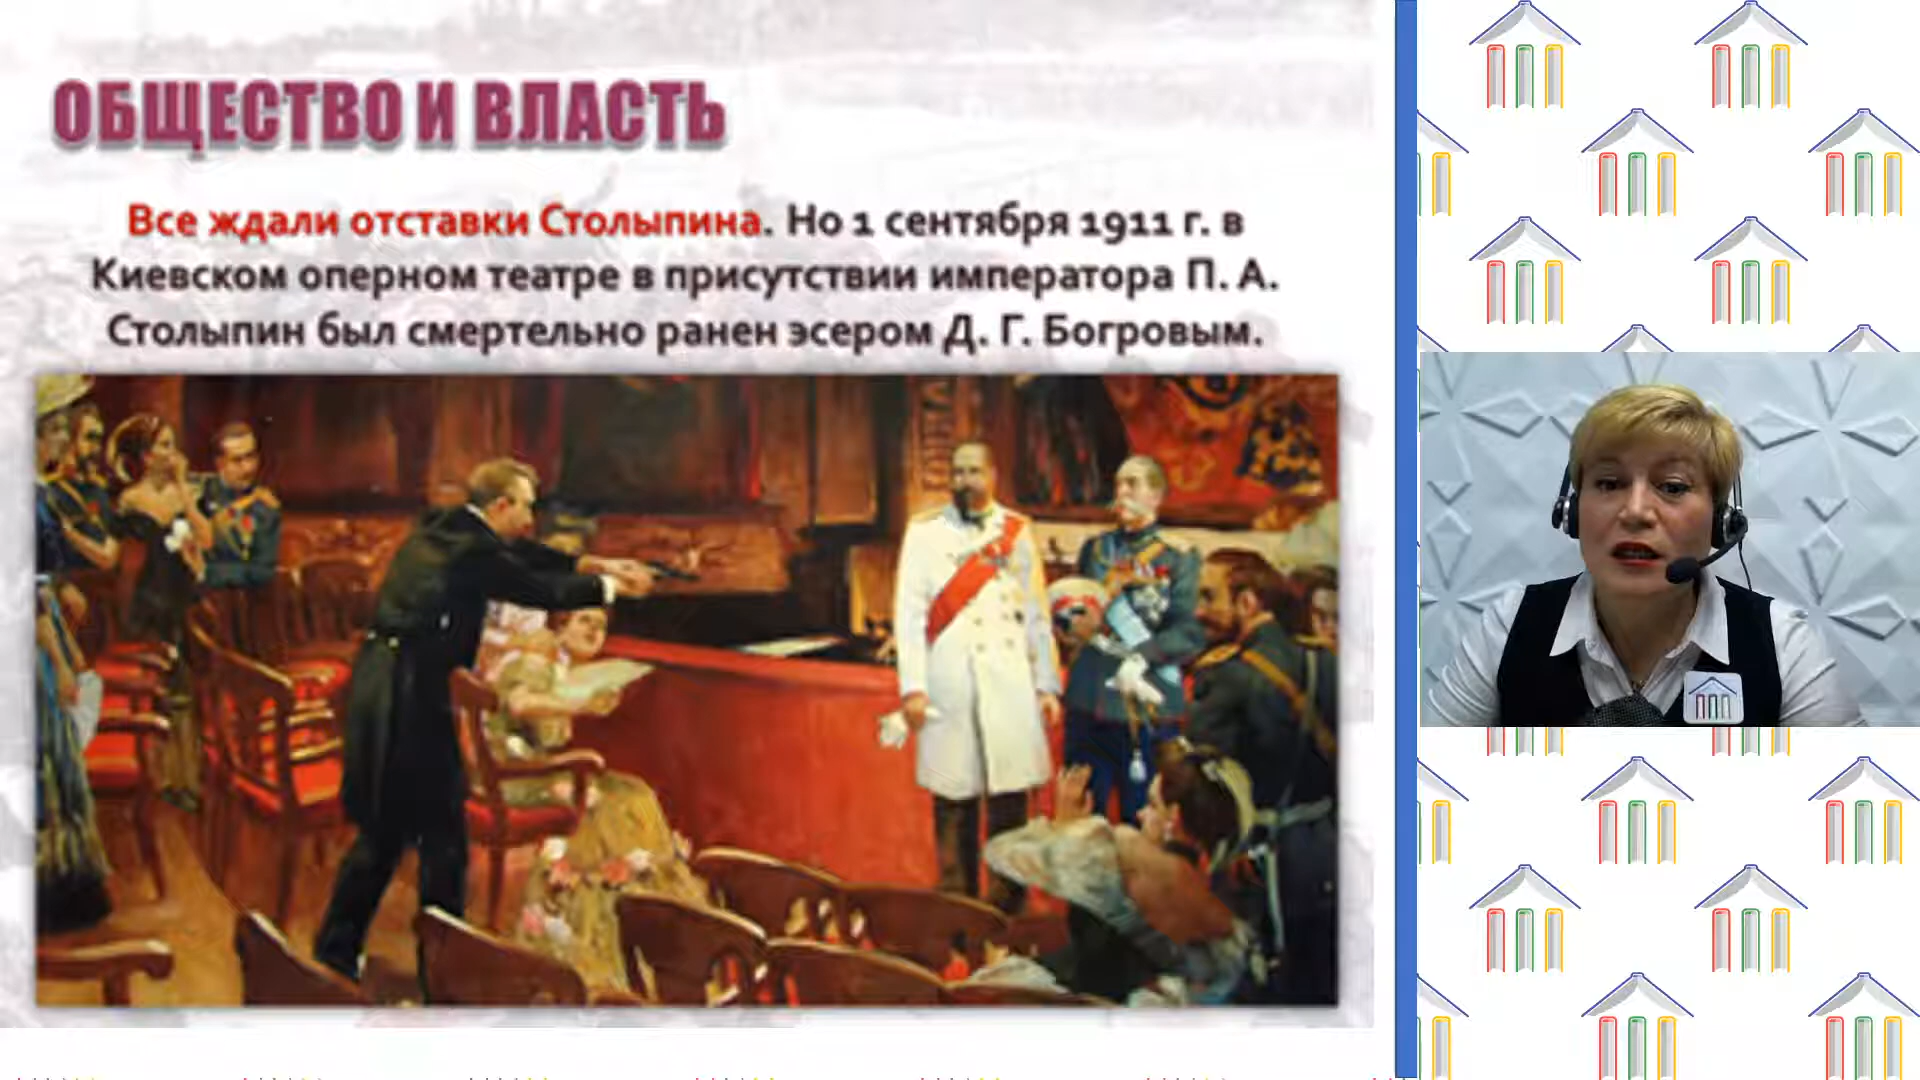 ОБЩЕСТВО И ВЛАСТЬ
Все ждали отставки Столыпина. Но 1 сентября 1911 г. в
Киевском оперном театре в присутствии императора П. А.
Столыпин был смертельно ранен эсером Д. Г. Богровым.